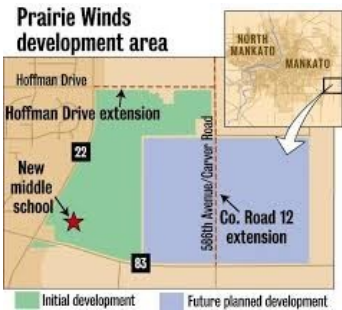 Prairie Winds
development area
NORTH
MANKATO
MANKATO
Hoffman Drive
Hoffman Drive extension
22
New
middle
school
586th Avenue/Carver Road
Co. Road 12
extension
83
Initial development
Future planned development